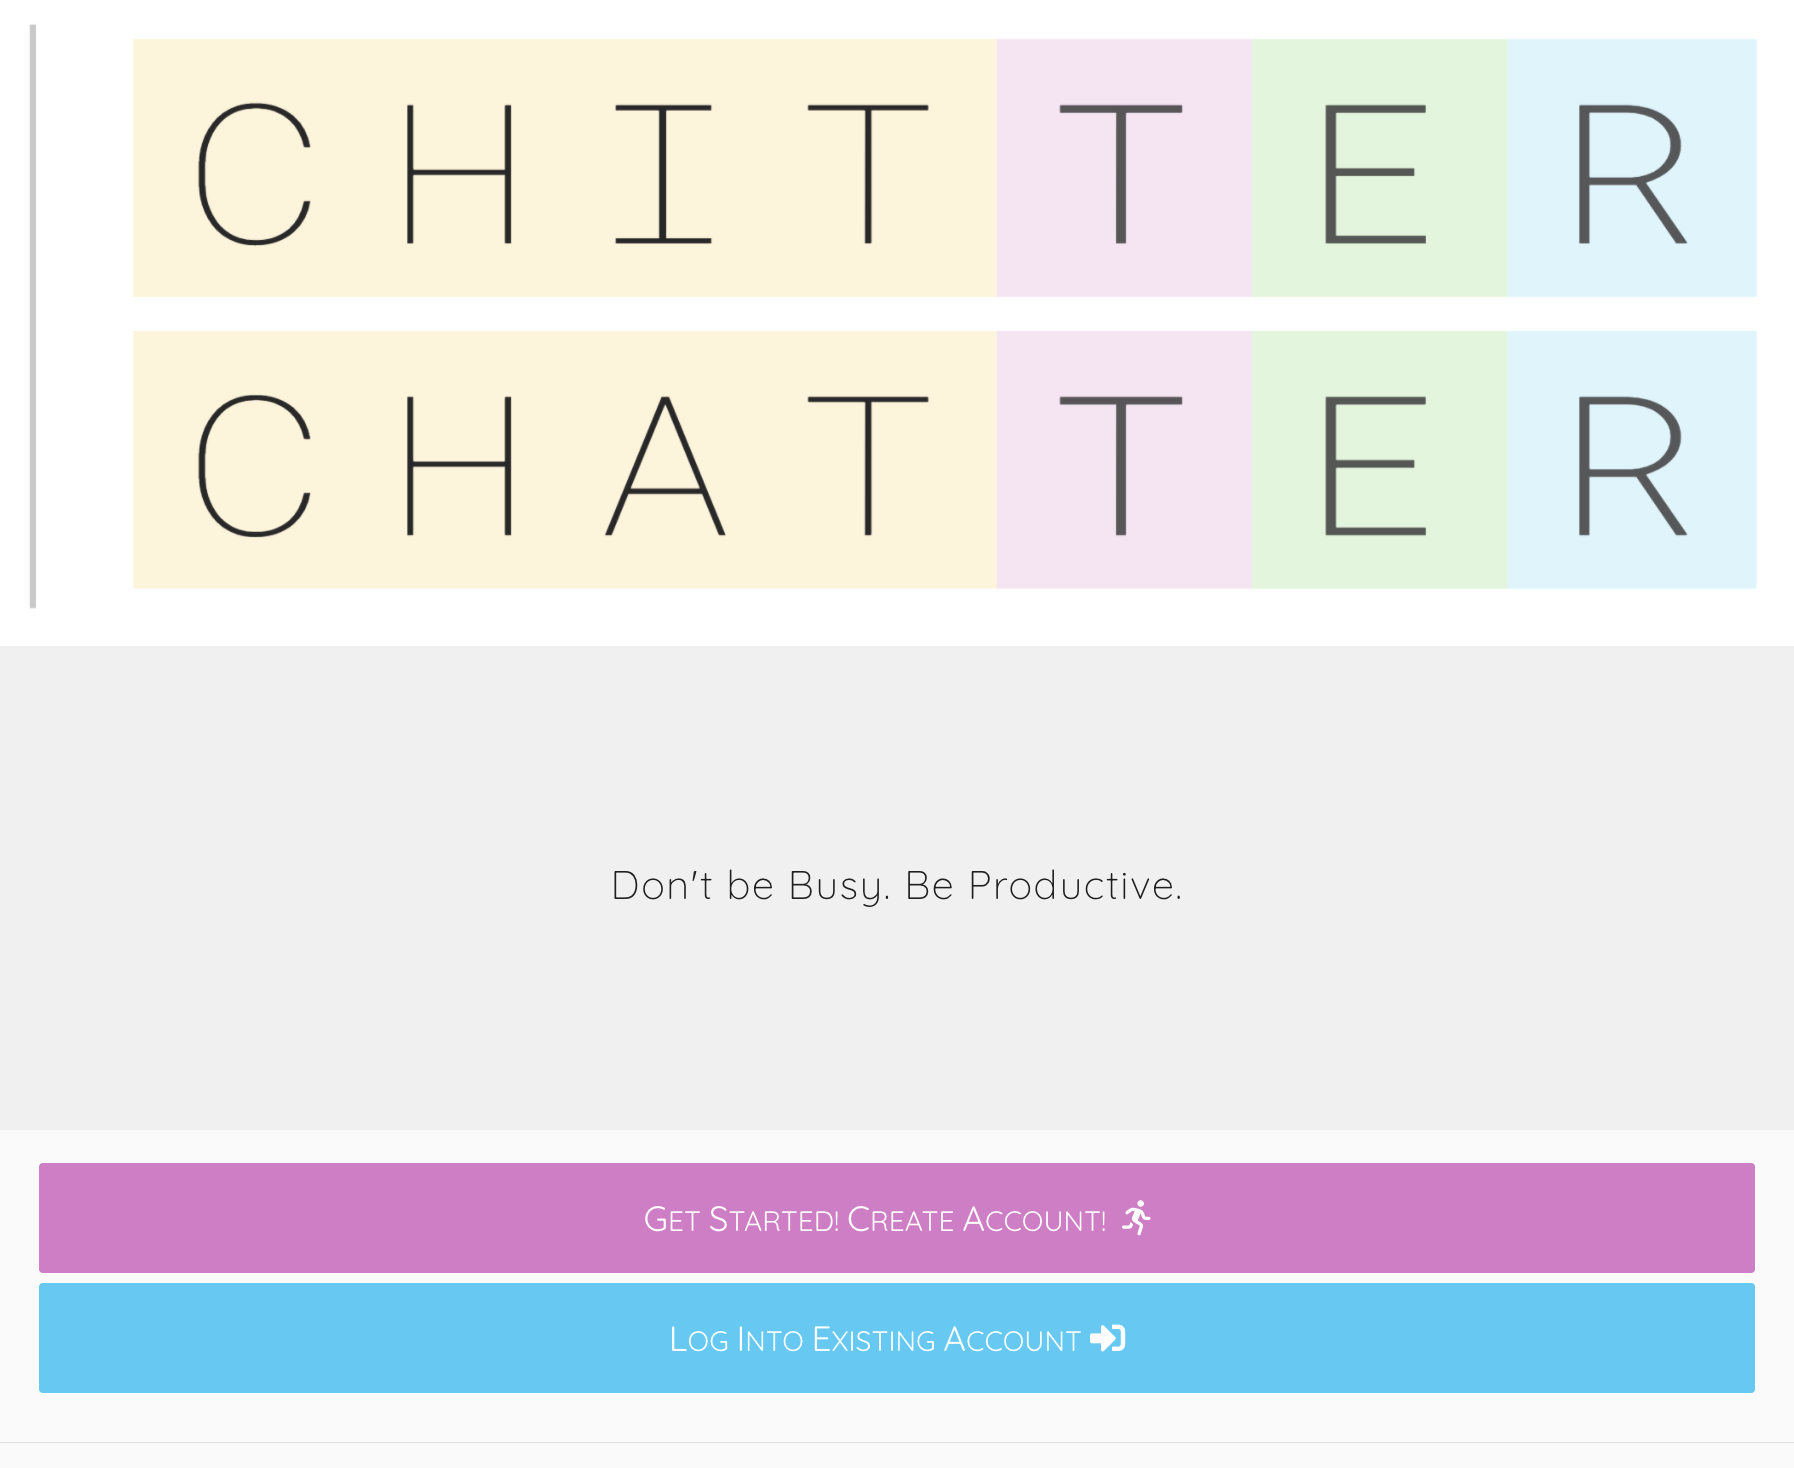 CHITTER
CHATTER
Don't be Busy. Be Productive.
Get Started! Create Account!
Log Into Existing Account